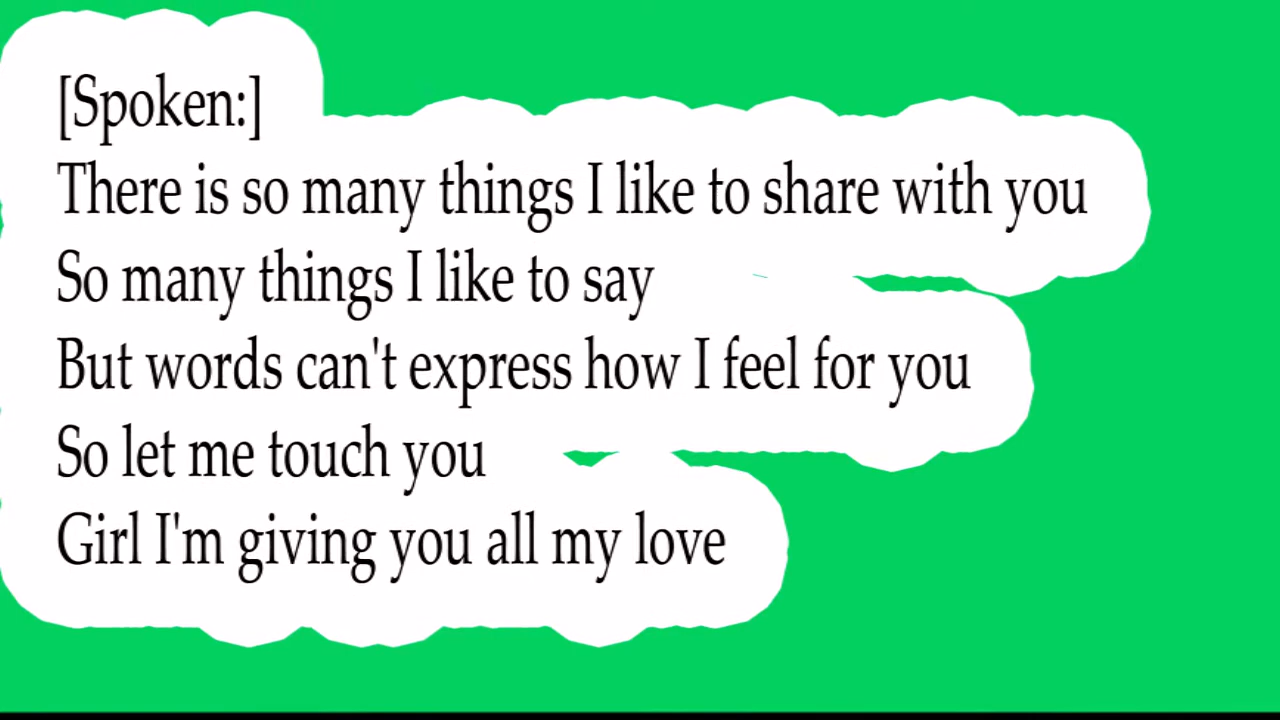 [Spoken:]
There is so many things I like to share with you
So many things I like to say
But words can't express how I feel for you
So let me touch you
Girl I'm giving you all my love